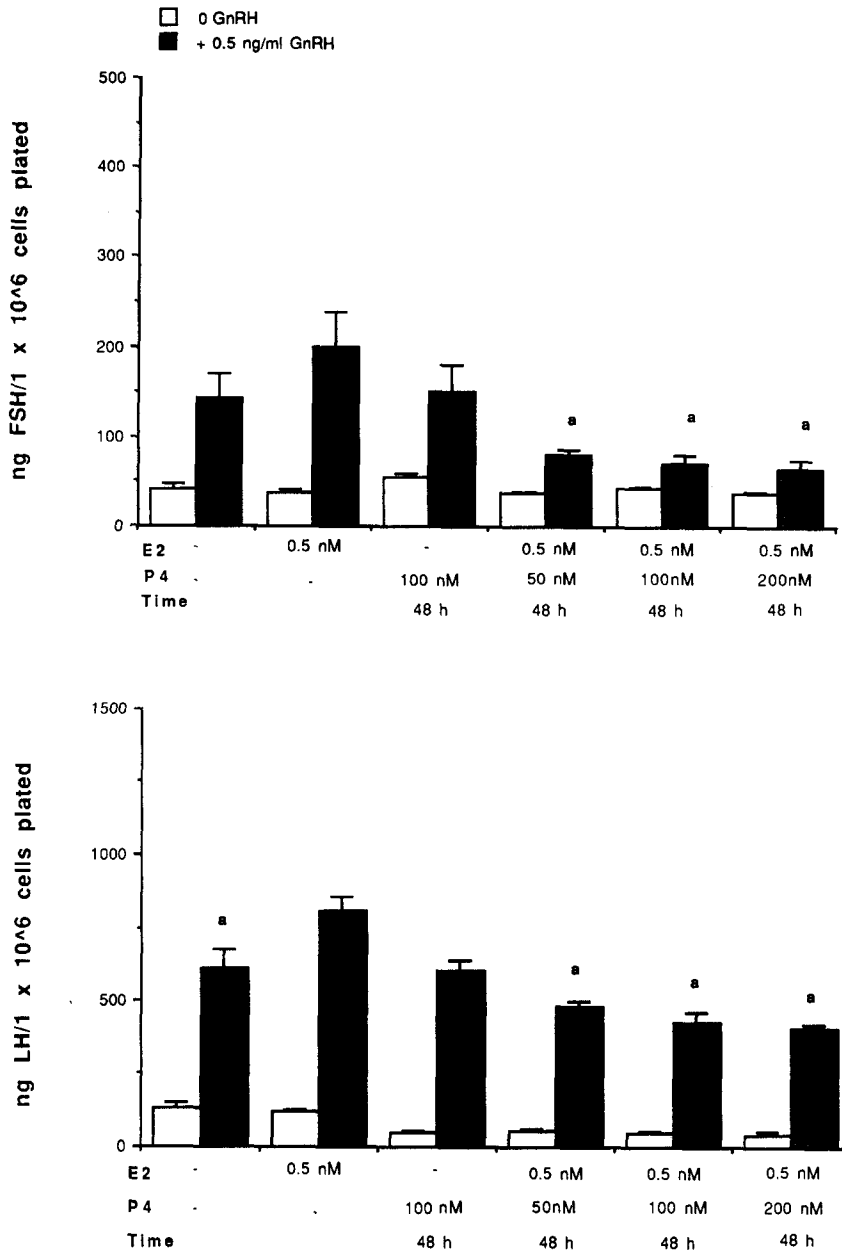 0 GnRH
+ 0.5 ng/ml GnRH
ng FSH/1 x 10^6 cells plated
500
400
300
200
100
0
a a a
E2 - 0.5 nM - 0.5 nM 0.5 nM 0.5 nM
P4 - - 100 nM 50 nM 100nM 200nM
Time 48 h 48 h 48 h 48 h
ng LH/1 x 10^6 cells plated
1500
1000
500
0
a a a a
E2 - 0.5 nM - 0.5 nM 0.5 nM 0.5 nM
P4 - - 100 nM 50nM 100 nM 200 nM
Time 48 h 48 h 48 h 48 h